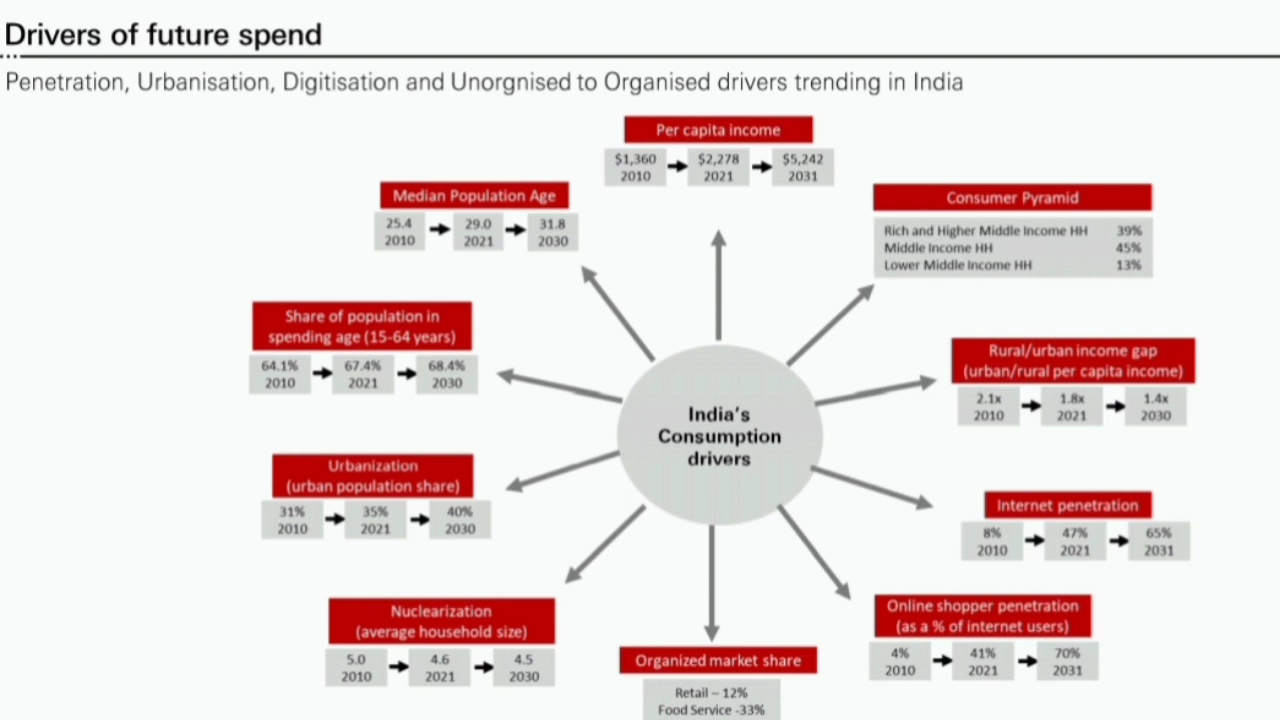 Drivers of future spend
Penetration, Urbanisation, Digitisation and Unorgnised to Organised drivers trending in India
Per capita income
$1,360 $2,278 $5,242
2010 2021 2031
Median Population Age
25.4 29.0 31.8
2010 2021 2030
Consumer Pyramid
Rich and Higher Middle Income HH 39%
Middle Income HH 45%
Lower Middle Income HH 13%
Share of population in
spending age (15-64 years)
64.1% 67.4% 68.4%
2010 2021 2030
Rural/urban income gap
(urban/rural per capita income)
2.1x 1.8x 1.4x
2010 2021 2030
India's
Consumption
drivers
Urbanization
(urban population share)
31% 35% 40%
2010 2021 2030
Internet penetration
8% 47% 65%
2010 2021 2031
Nuclearization
(average household size)
5.0 4.6 4.5
2010 2021 2030
Online shopper penetration
(as a % of internet users)
4% 41% 70%
2010 2021 2031
Organized market share
Retail – 12%
Food Service -33%